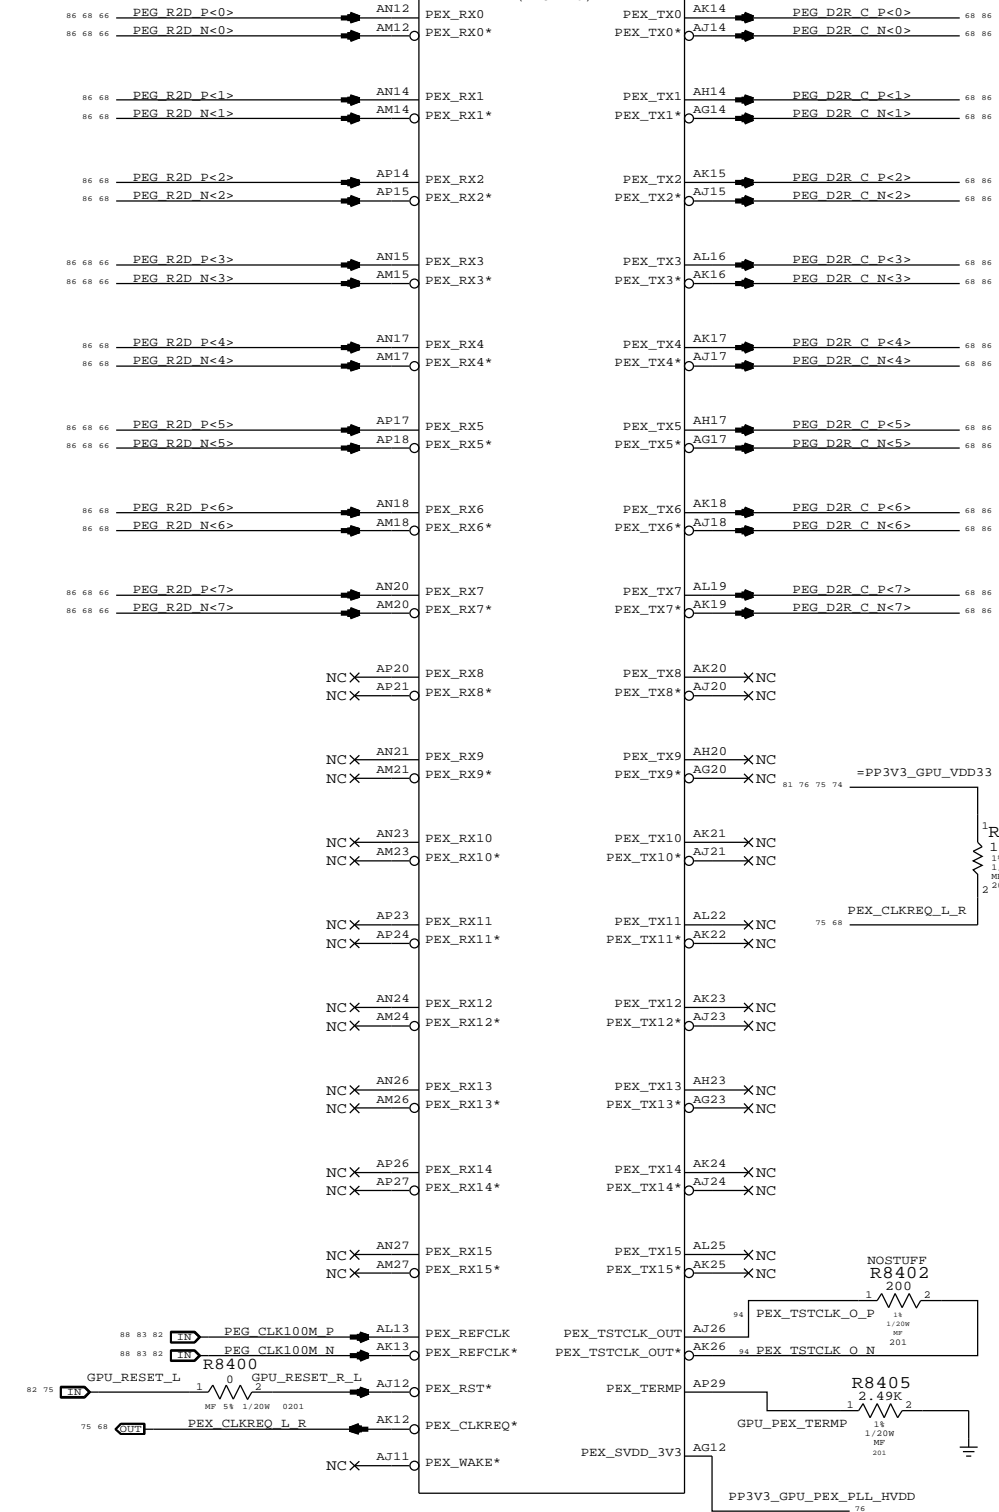 86 68 66 PEG_R2D_P<0> AN12 PEX_RX0 PEX_TX0 AK14 PEG_D2R_C_P<0> 68 86
86 68 66 PEG_R2D_N<0> AM12 PEX_RX0* PEX_TX0* AJ14 PEG_D2R_C_N<0> 68 86
86 68 PEG_R2D_P<1> AN14 PEX_RX1 PEX_TX1 AH14 PEG_D2R_C_P<1> 68 86
86 68 PEG_R2D_N<1> AM14 PEX_RX1* PEX_TX1* AG14 PEG_D2R_C_N<1> 68 86
86 68 PEG_R2D_P<2> AP14 PEX_RX2 PEX_TX2 AK15 PEG_D2R_C_P<2> 68 86
86 68 PEG_R2D_N<2> AP15 PEX_RX2* PEX_TX2* AJ15 PEG_D2R_C_N<2> 68 86
86 68 66 PEG_R2D_P<3> AN15 PEX_RX3 PEX_TX3 AL16 PEG_D2R_C_P<3> 68 86
86 68 66 PEG_R2D_N<3> AM15 PEX_RX3* PEX_TX3* AK16 PEG_D2R_C_N<3> 68 86
86 68 PEG_R2D_P<4> AN17 PEX_RX4 PEX_TX4 AK17 PEG_D2R_C_P<4> 68 86
86 68 PEG_R2D_N<4> AM17 PEX_RX4* PEX_TX4* AJ17 PEG_D2R_C_N<4> 68 86
86 68 66 PEG_R2D_P<5> AP17 PEX_RX5 PEX_TX5 AH17 PEG_D2R_C_P<5> 68 86
86 68 66 PEG_R2D_N<5> AP18 PEX_RX5* PEX_TX5* AG17 PEG_D2R_C_N<5> 68 86
86 68 PEG_R2D_P<6> AN18 PEX_RX6 PEX_TX6 AK18 PEG_D2R_C_P<6> 68 86
86 68 PEG_R2D_N<6> AM18 PEX_RX6* PEX_TX6* AJ18 PEG_D2R_C_N<6> 68 86
86 68 66 PEG_R2D_P<7> AN20 PEX_RX7 PEX_TX7 AL19 PEG_D2R_C_P<7> 68 86
86 68 66 PEG_R2D_N<7> AM20 PEX_RX7* PEX_TX7* AK19 PEG_D2R_C_N<7> 68 86
NC AP20 PEX_RX8 PEX_TX8 AK20 NC
NC AP21 PEX_RX8* PEX_TX8* AJ20 NC
NC AN21 PEX_RX9 PEX_TX9 AH20 NC
NC AM21 PEX_RX9* PEX_TX9* AG20 NC
=PP3V3_GPU_VDD33
81 76 75 74
1
2
NC AN23 PEX_RX10 PEX_TX10 AK21 NC
NC AM23 PEX_RX10* PEX_TX10* AJ21 NC
PEX_CLKREQ_L_R
75 68
NC AP23 PEX_RX11 PEX_TX11 AL22 NC
NC AP24 PEX_RX11* PEX_TX11* AK22 NC
NC AN24 PEX_RX12 PEX_TX12 AK23 NC
NC AM24 PEX_RX12* PEX_TX12* AJ23 NC
NC AN26 PEX_RX13 PEX_TX13 AH23 NC
NC AM26 PEX_RX13* PEX_TX13* AG23 NC
NC AP26 PEX_RX14 PEX_TX14 AK24 NC
NC AP27 PEX_RX14* PEX_TX14* AJ24 NC
NC AN27 PEX_RX15 PEX_TX15 AL25 NC
NC AM27 PEX_RX15* PEX_TX15* AK25 NC
NOSTUFF
R8402
200
1 2
1%
1/20W
MF
201
94 PEX_TSTCLK_O_P
88 83 82 IN PEG_CLK100M_P AL13 PEX_REFCLK PEX_TSTCLK_OUT AJ26
88 83 82 IN PEG_CLK100M_N AK13 PEX_REFCLK* PEX_TSTCLK_OUT* AK26 94 PEX_TSTCLK_O_N
R8400
0
82 75 IN GPU_RESET_L 1 2 GPU_RESET_R_L AJ12 PEX_RST* PEX_TERMP AP29
MF 5% 1/20W 0201
R8405
2.49K
1 2
1%
1/20W
MF
201
GPU_PEX_TERMP
75 68 OUT PEX_CLKREQ_L_R AK12 PEX_CLKREQ*
PEX_SVDD_3V3 AG12
NC AJ11 PEX_WAKE*
PP3V3_GPU_PEX_PLL_HVDD
76